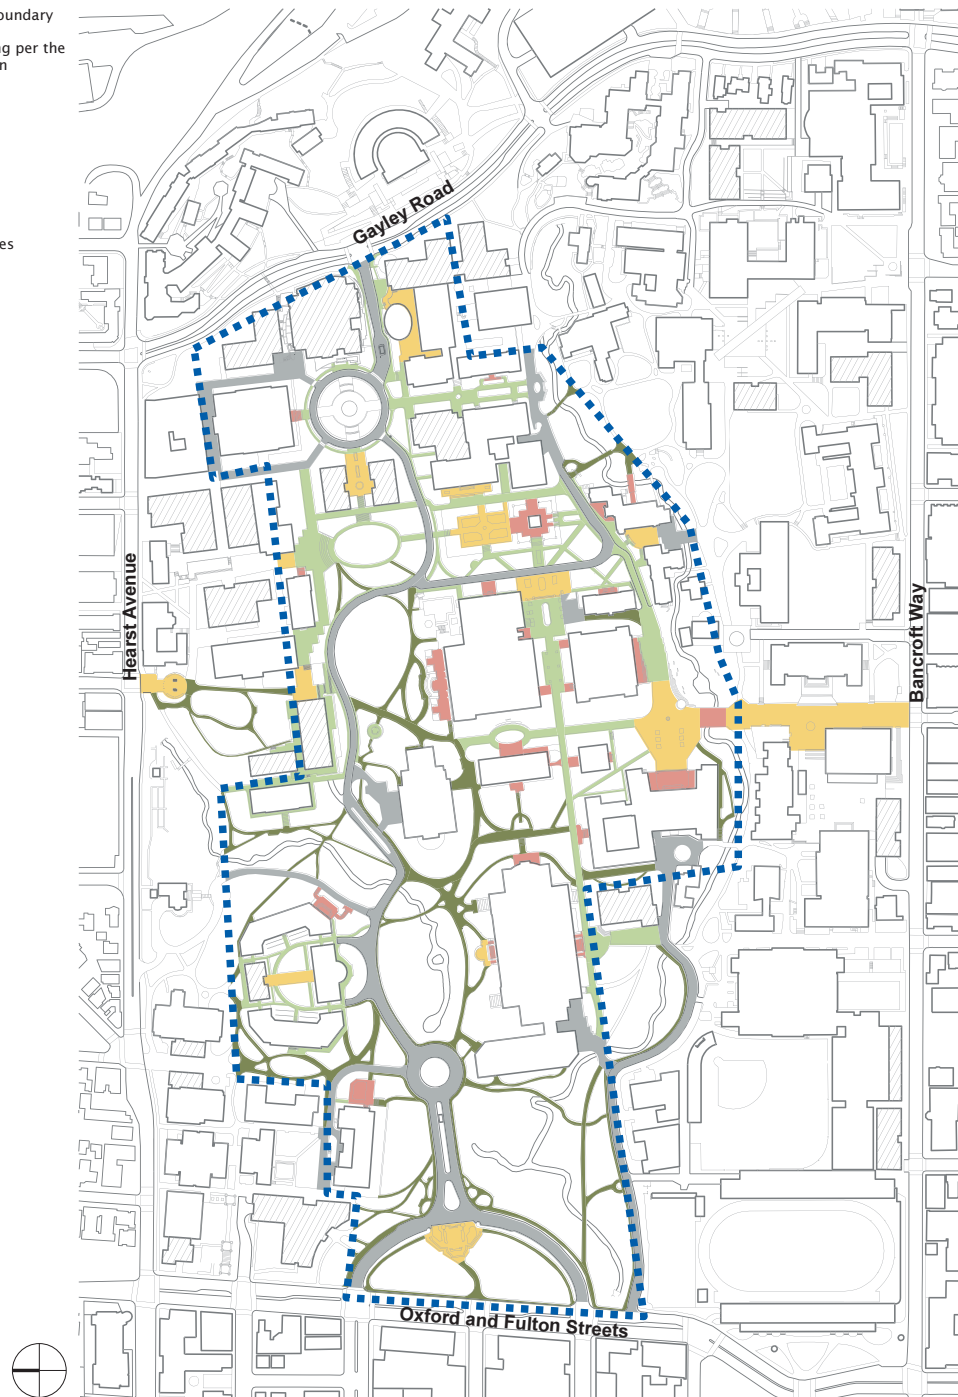 oundary
g per the
n
es
Gayley Road
Hearst Avenue
Bancroft Way
Oxford and Fulton Streets